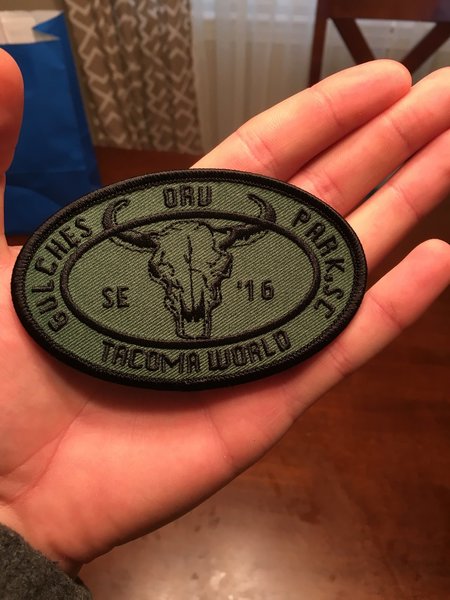 GULCHES ORV PARK, SC
SE '16
TACOMA WORLD